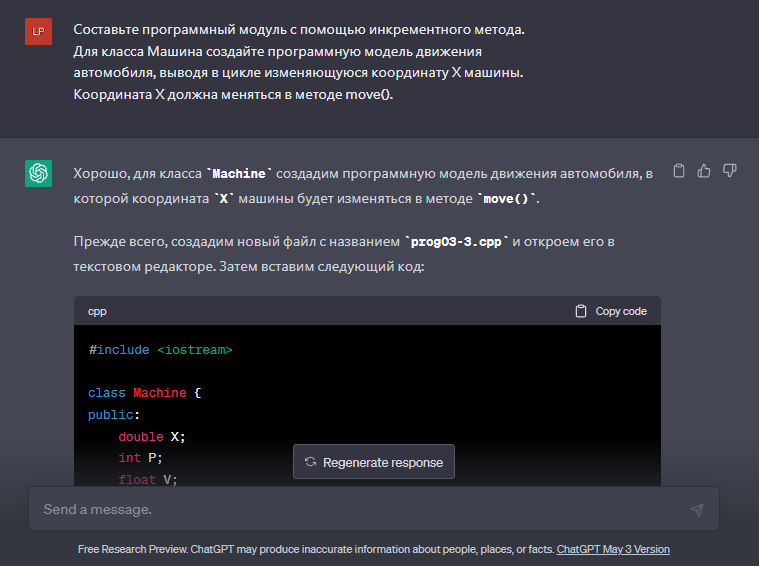 LP
Составьте программный модуль с помощью инкрементного метода.
Для класса Машина создайте программную модель движения
автомобиля, выводя в цикле изменяющуюся координату X машины.
Координата X должна меняться в методе move().
Хорошо, для класса `Machine` создадим программную модель движения автомобиля, в
которой координата `X` машины будет изменяться в методе `move()`.
Прежде всего, создадим новый файл с названием `prog03-3.cpp` и откроем его в
текстовом редакторе. Затем вставим следующий код:
cpp Copy code
#include <iostream>
class Machine {
public:
double X;
int P;
float V;
Regenerate response
Send a message.
Free Research Preview. ChatGPT may produce inaccurate information about people, places, or facts. ChatGPT May 3 Version